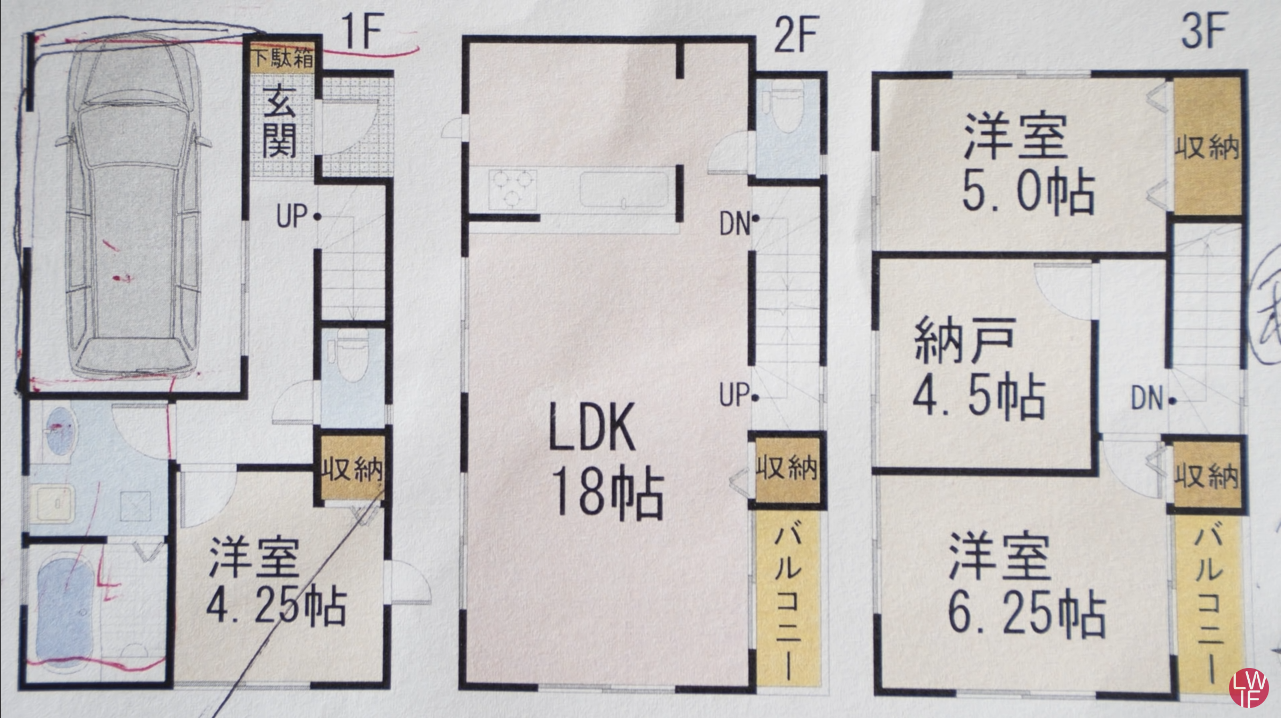 1F
下駄箱
玄
関
UP
収納
洋室
4.25帖
2F
DN
UP
LDK
18帖
収納
バルコニー
3F
洋室
5.0帖
収納
納戸
4.5帖
DN
収納
洋室
6.25帖
バルコニー
LW
IF